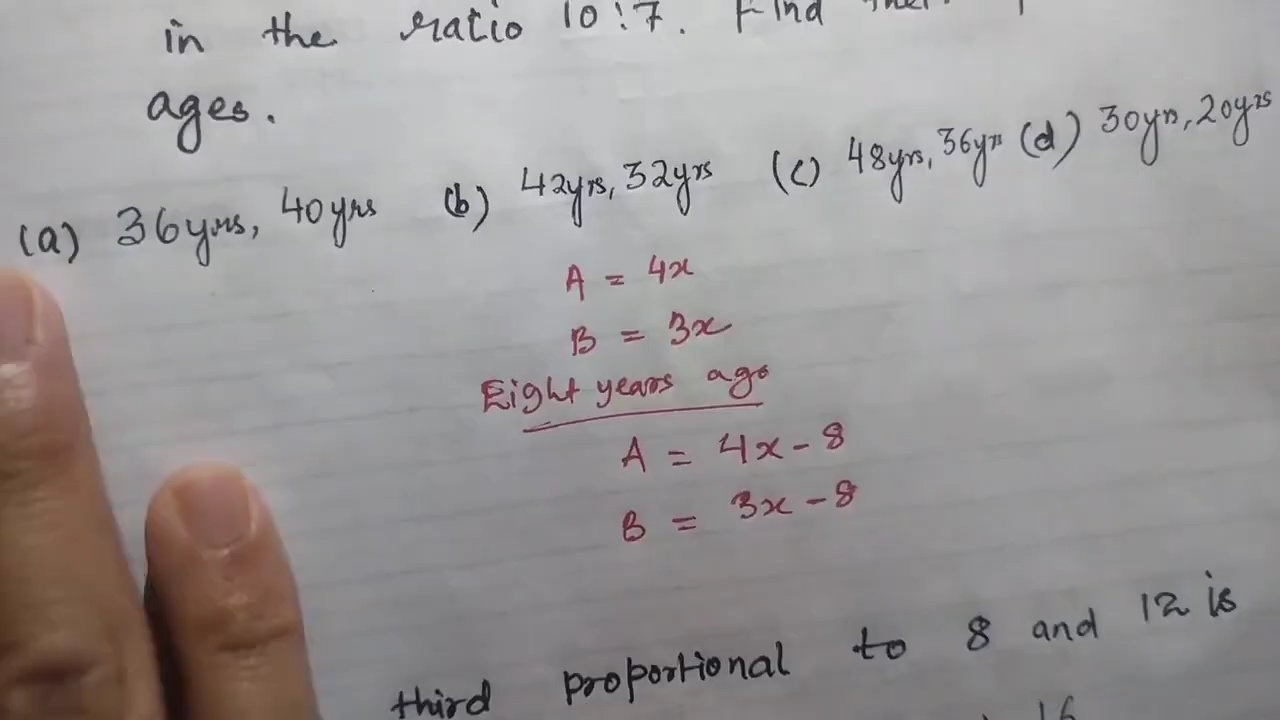 in the ratio 10:7. Find
ages.
(a) 36yrs, 40yrs (b) 42yrs, 32yrs (c) 48yrs, 36yrs (d) 30yrs, 20yrs
A = 4x
B = 3x
Eight years ago
A = 4x - 8
B = 3x - 8
third proportional to 8 and 12 is
16